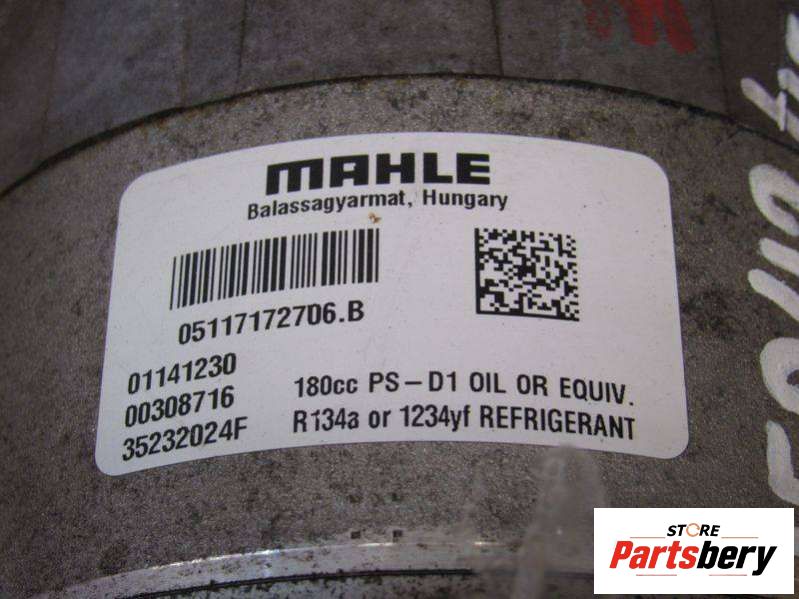 MAHLE
Balassagyarmat, Hungary
05117172706.B
01141230
00308716
35232024F
180cc PS-D1 OIL OR EQUIV.
R134a or 1234yf REFRIGERANT
STORE
Partsbery